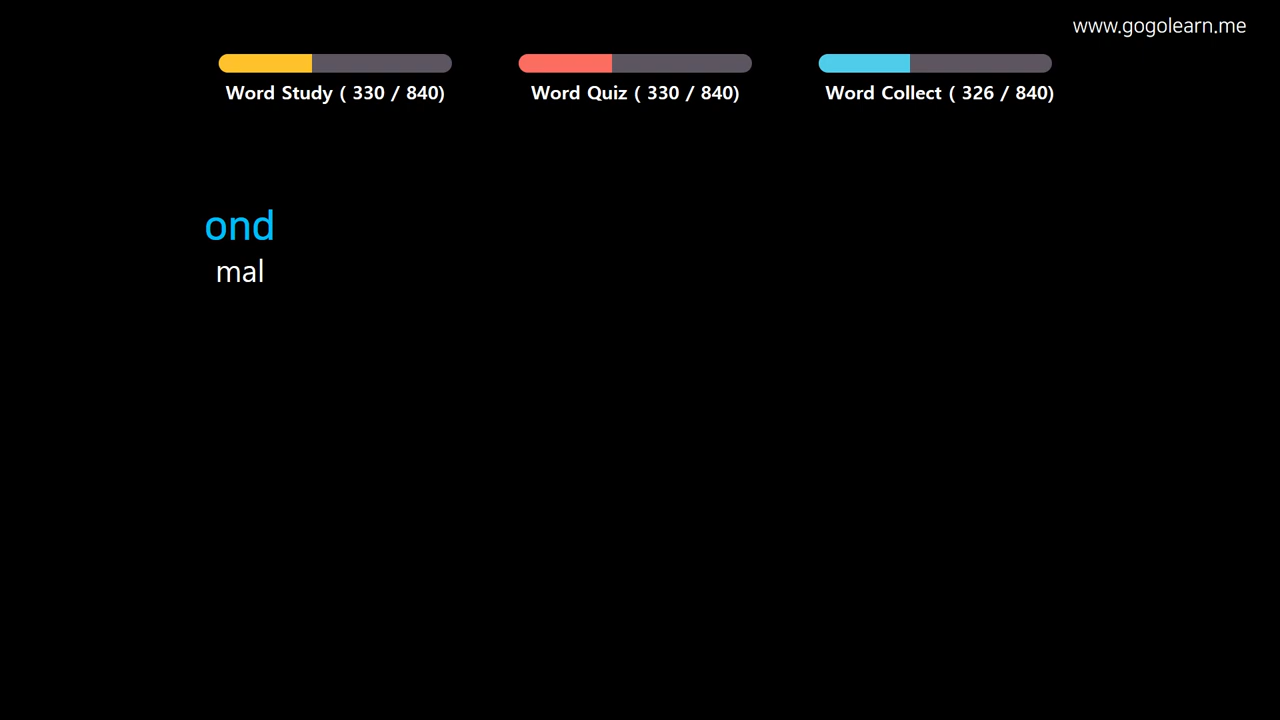 www.gogolearn.me
Word Study ( 330 / 840)
Word Quiz ( 330 / 840)
Word Collect ( 326 / 840)
ond
mal